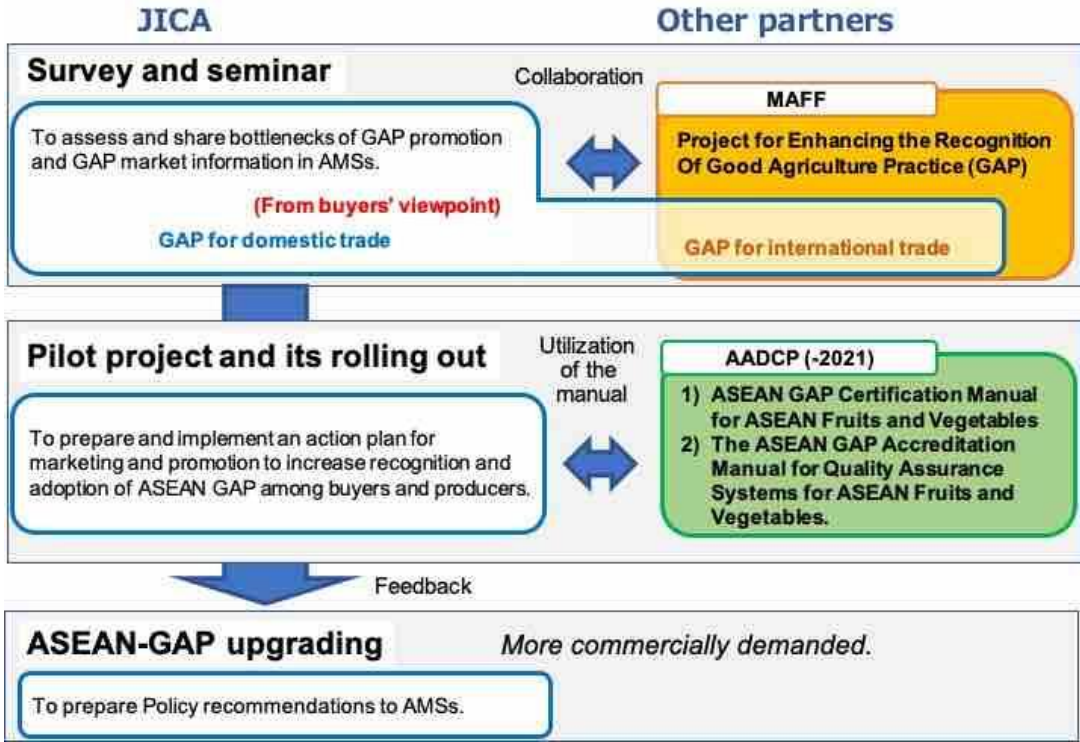 JICA
Other partners
Survey and seminar
Collaboration
To assess and share bottlenecks of GAP promotion
and GAP market information in AMSs.
(From buyers' viewpoint)
GAP for domestic trade
MAFF
Project for Enhancing the Recognition
Of Good Agriculture Practice (GAP)
GAP for international trade
Pilot project and its rolling out
Utilization
of the
manual
To prepare and implement an action plan for
marketing and promotion to increase recognition and
adoption of ASEAN GAP among buyers and producers.
AADCP (-2021)
1) ASEAN GAP Certification Manual
for ASEAN Fruits and Vegetables
2) The ASEAN GAP Accreditation
Manual for Quality Assurance
Systems for ASEAN Fruits and
Vegetables.
Feedback
ASEAN-GAP upgrading
More commercially demanded.
To prepare Policy recommendations to AMSs.